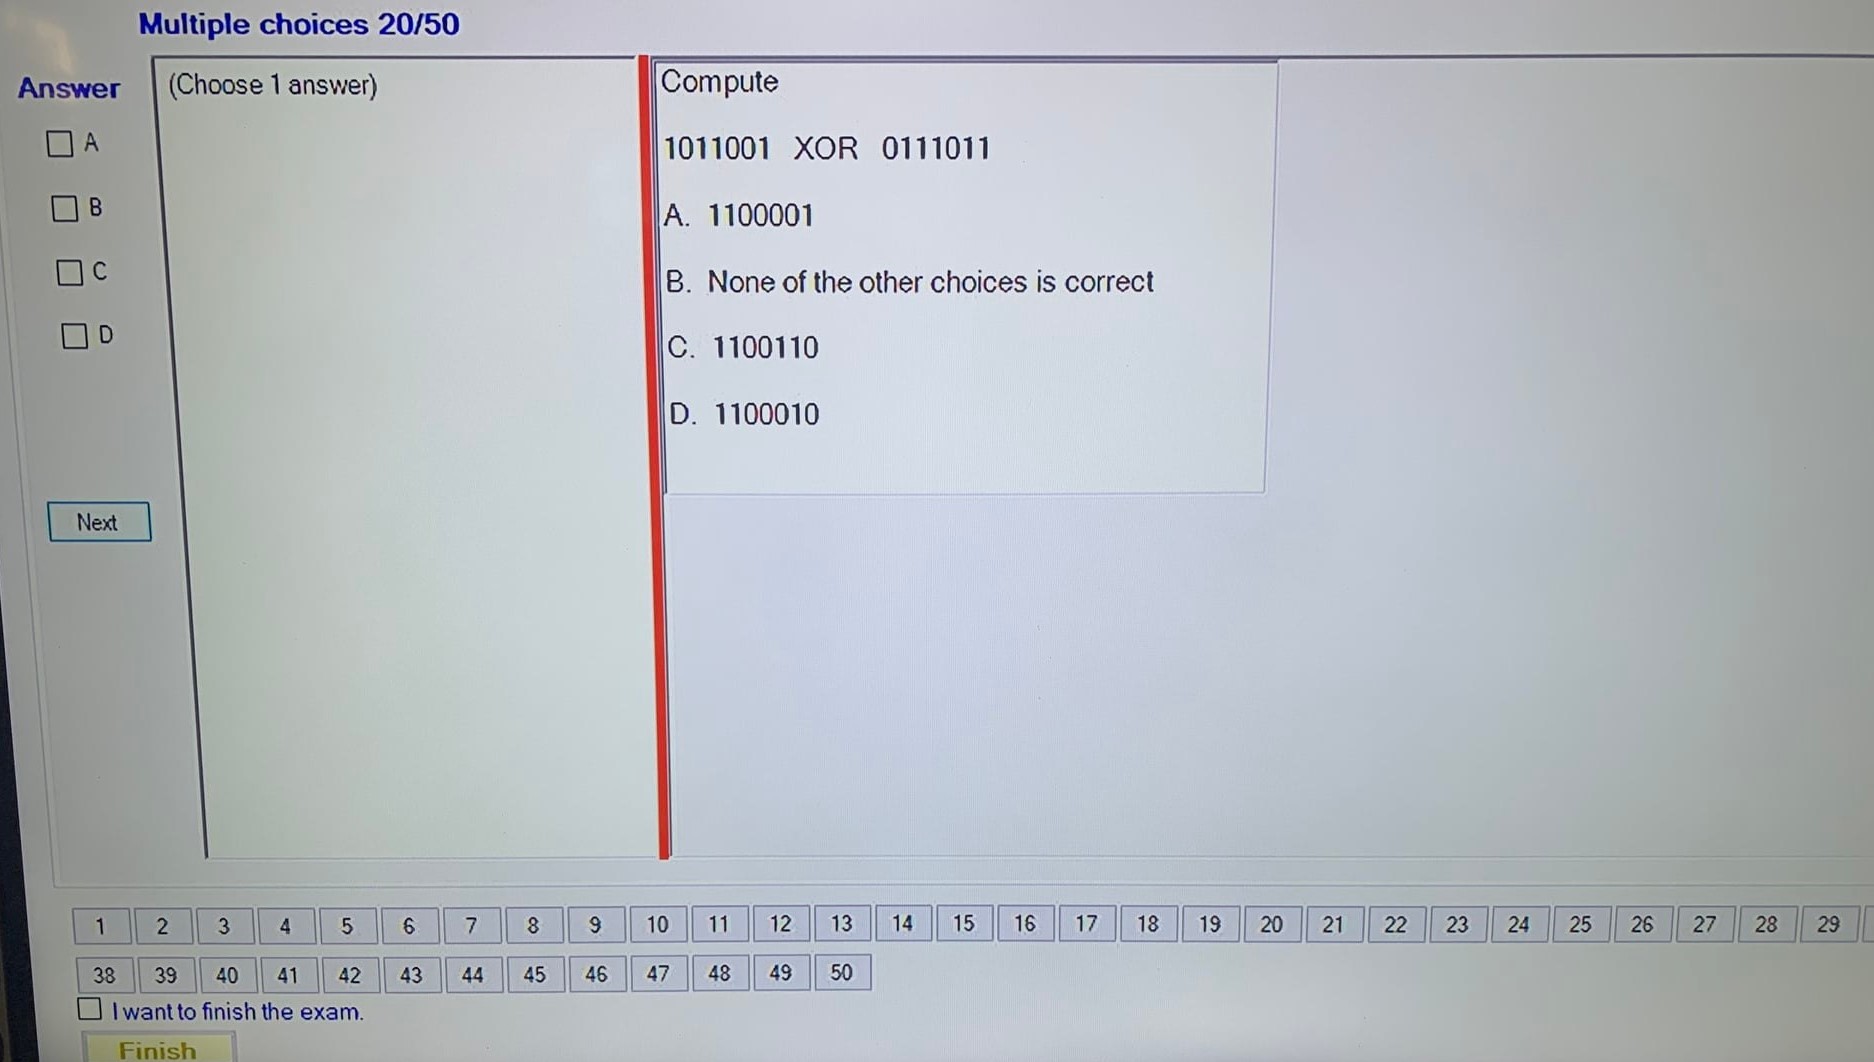 Multiple choices 20/50
Answer
A
B
C
D
Next
(Choose 1 answer)
Compute
1011001 XOR 0111011
A. 1100001
B. None of the other choices is correct
C. 1100110
D. 1100010
1 2 3 4 5 6 7 8 9 10 11 12 13 14 15 16 17 18 19 20 21 22 23 24 25 26 27 28 29
38 39 40 41 42 43 44 45 46 47 48 49 50
I want to finish the exam.
Finish